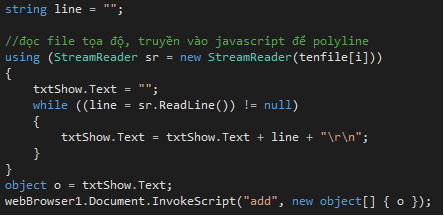 string line = "";
//đọc file tọa độ, truyền vào javascript để polyline
using (StreamReader sr = new StreamReader(tenfile[i]))
{
txtShow.Text = "";
while ((line = sr.ReadLine()) != null)
{
txtShow.Text = txtShow.Text + line + "\r\n";
}
}
object o = txtShow.Text;
webBrowser1.Document.InvokeScript("add", new object[] { o });